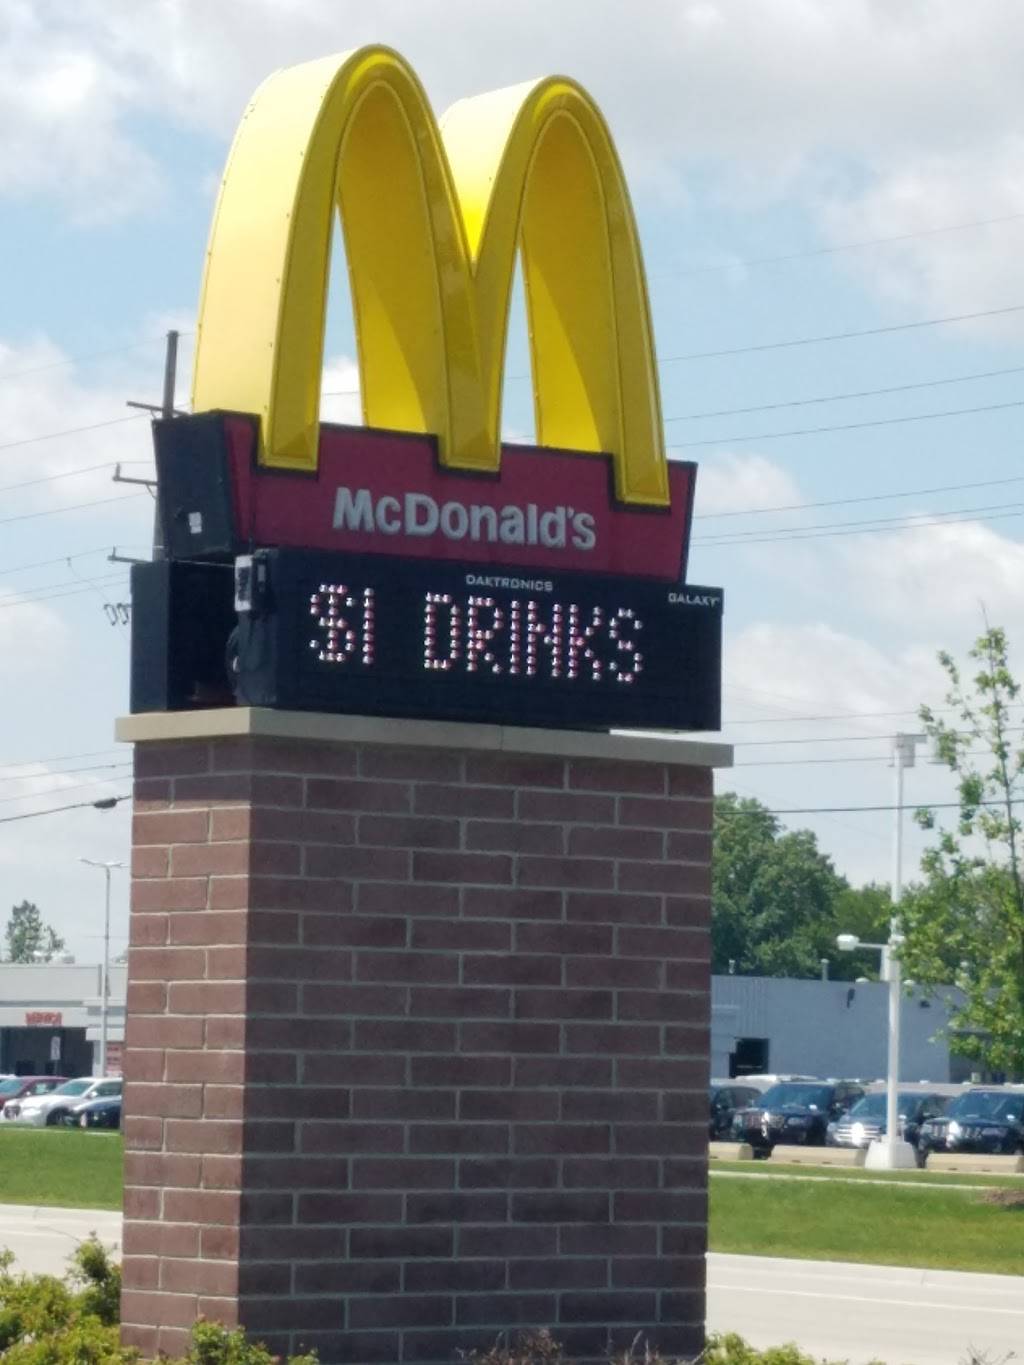 McDonald's
DAKTRONICS
GALAXY
$1 DRINKS